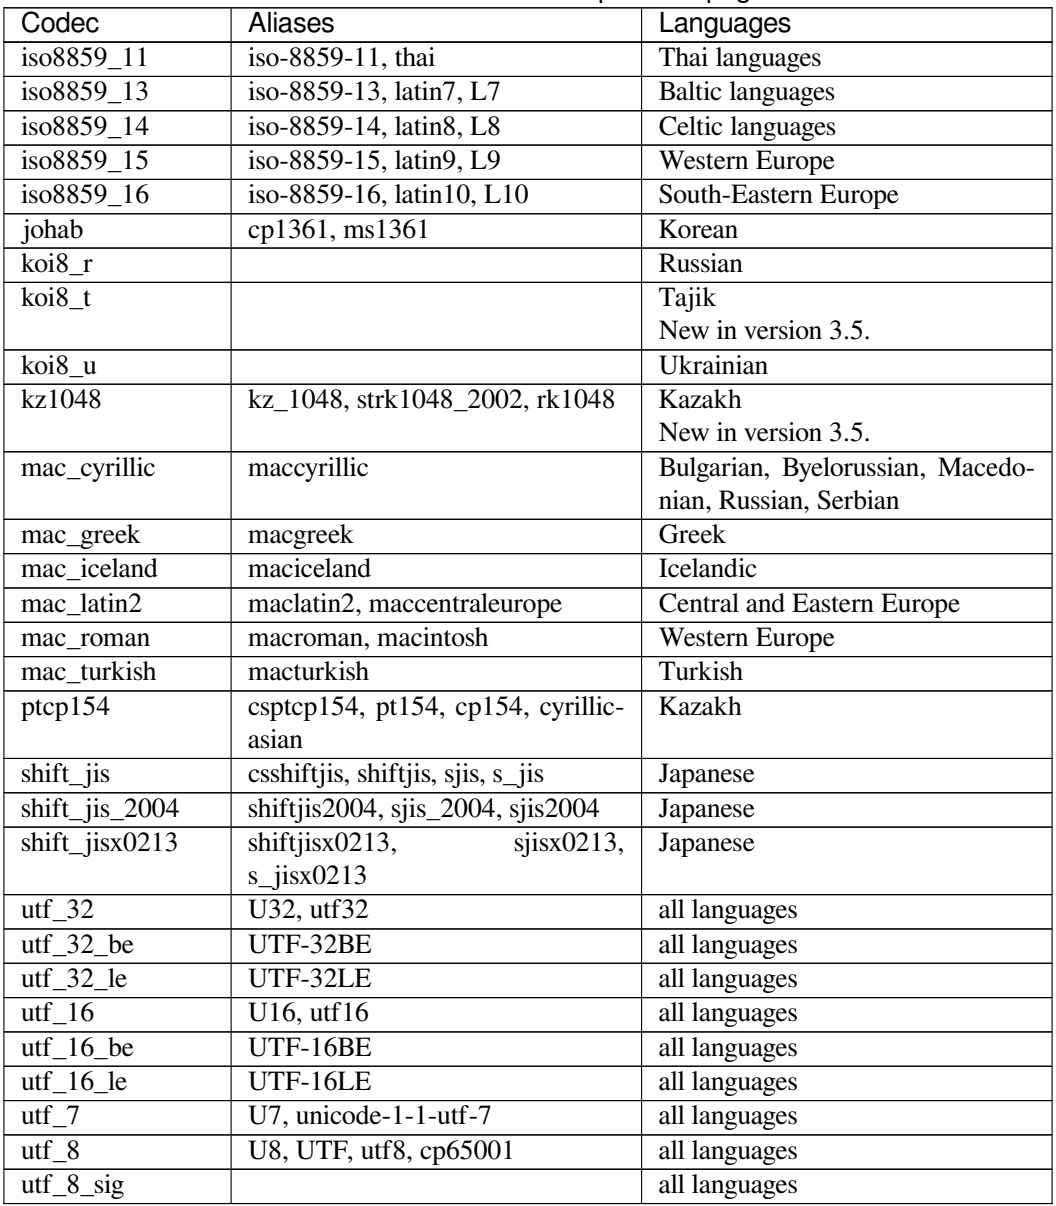 Codec Aliases Languages
iso8859_11 iso-8859-11, thai Thai languages
iso8859_13 iso-8859-13, latin7, L7 Baltic languages
iso8859_14 iso-8859-14, latin8, L8 Celtic languages
iso8859_15 iso-8859-15, latin9, L9 Western Europe
iso8859_16 iso-8859-16, latin10, L10 South-Eastern Europe
johab cp1361, ms1361 Korean
koi8_r Russian
koi8_t Tajik
New in version 3.5.
koi8_u Ukrainian
kz1048 kz_1048, strk1048_2002, rk1048 Kazakh
New in version 3.5.
mac_cyrillic maccyrillic Bulgarian, Byelorussian, Macedo-
nian, Russian, Serbian
mac_greek macgreek Greek
mac_iceland maciceland Icelandic
mac_latin2 maclatin2, maccentraleurope Central and Eastern Europe
mac_roman macroman, macintosh Western Europe
mac_turkish macturkish Turkish
ptcp154 csptcp154, pt154, cp154, cyrillic- Kazakh
asian
shift_jis csshiftjis, shiftjis, sjis, s_jis Japanese
shift_jis_2004 shiftjis2004, sjis_2004, sjis2004 Japanese
shift_jisx0213 shiftjisx0213, sjisx0213, Japanese
s_jisx0213
utf_32 U32, utf32 all languages
utf_32_be UTF-32BE all languages
utf_32_le UTF-32LE all languages
utf_16 U16, utf16 all languages
utf_16_be UTF-16BE all languages
utf_16_le UTF-16LE all languages
utf_7 U7, unicode-1-1-utf-7 all languages
utf_8 U8, UTF, utf8, cp65001 all languages
utf_8_sig all languages